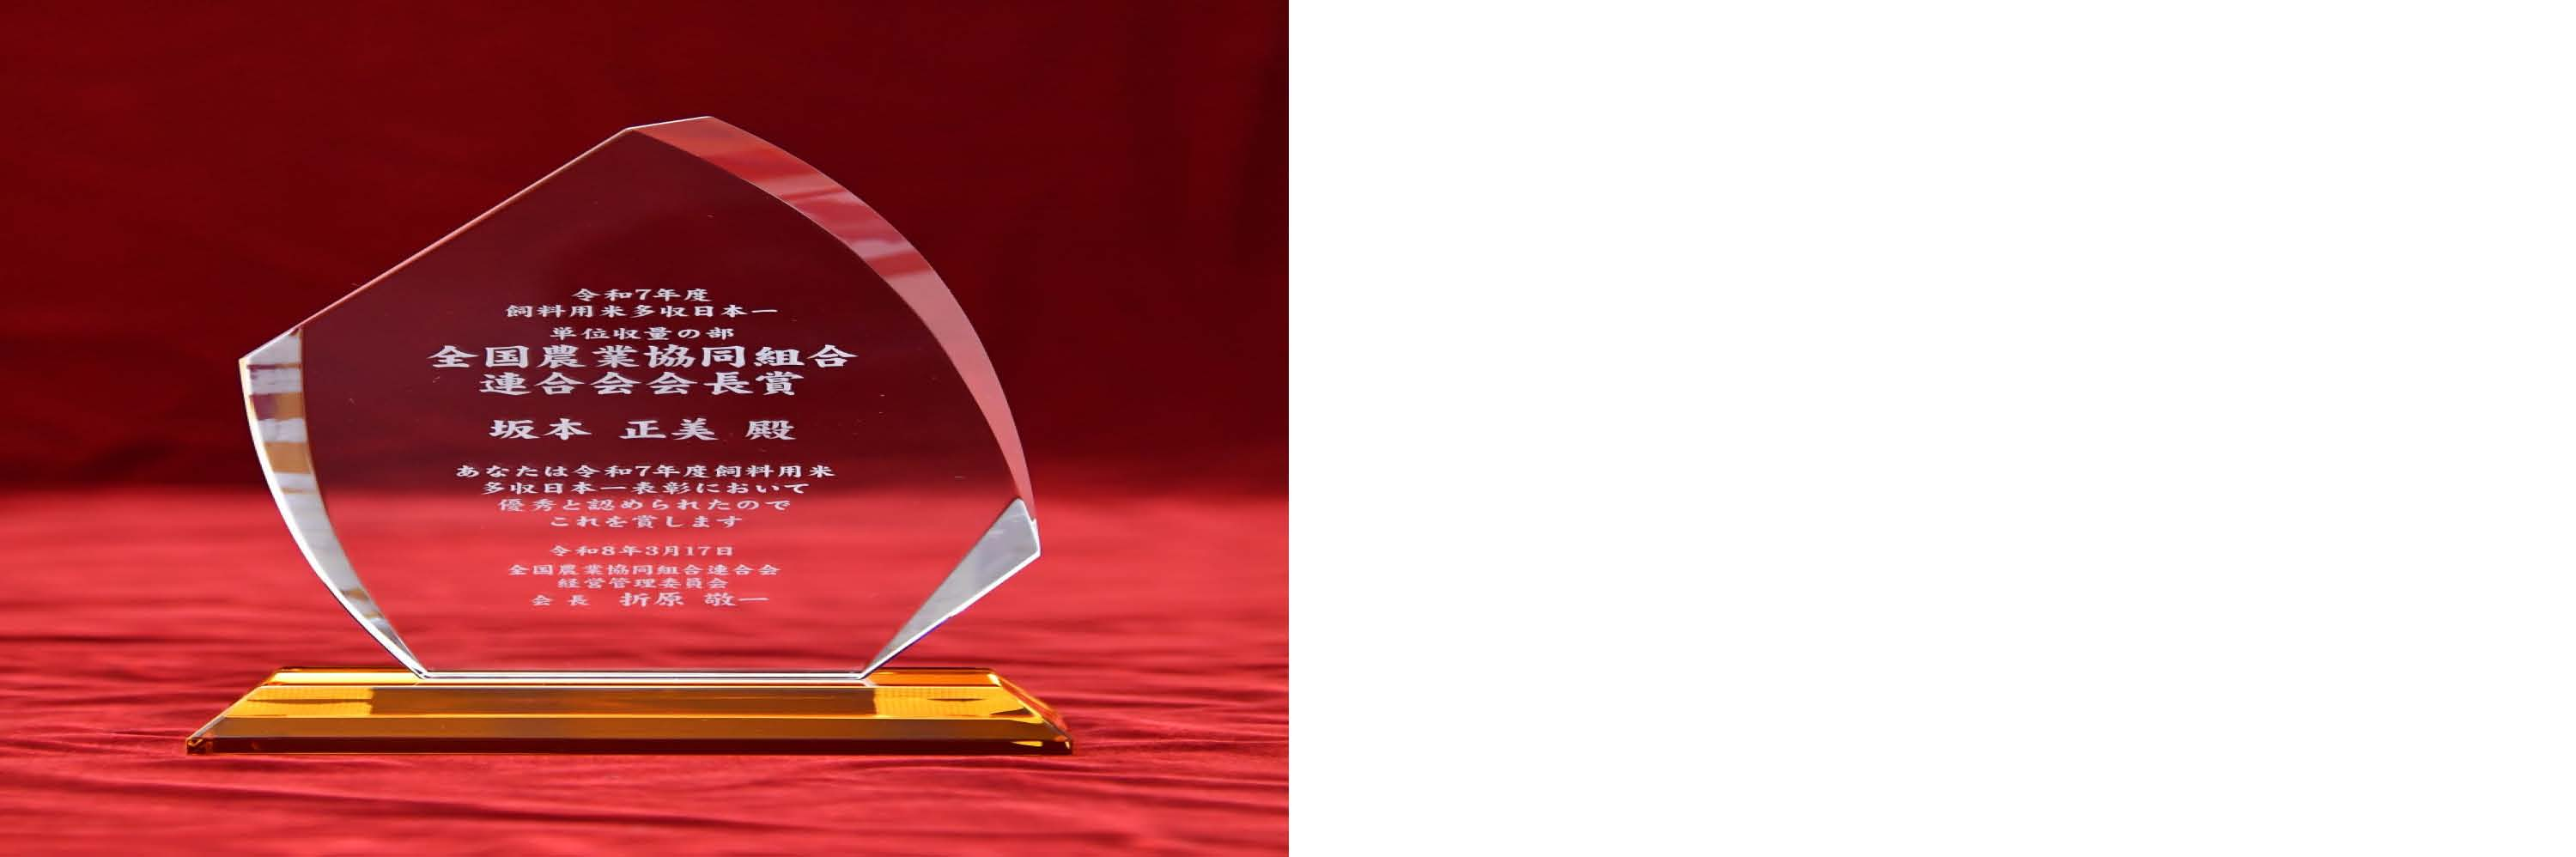 令和7年度
飼料用米多収日本一
単位収量の部
全国農業協同組合
連合会会長賞
坂本 正美 殿
あなたは令和7年度飼料用米
多収日本一表彰において
優秀と認められたので
これを賞します
令和8年3月17日
全国農業協同組合連合会
経営管理委員会
会長 折原 敬一